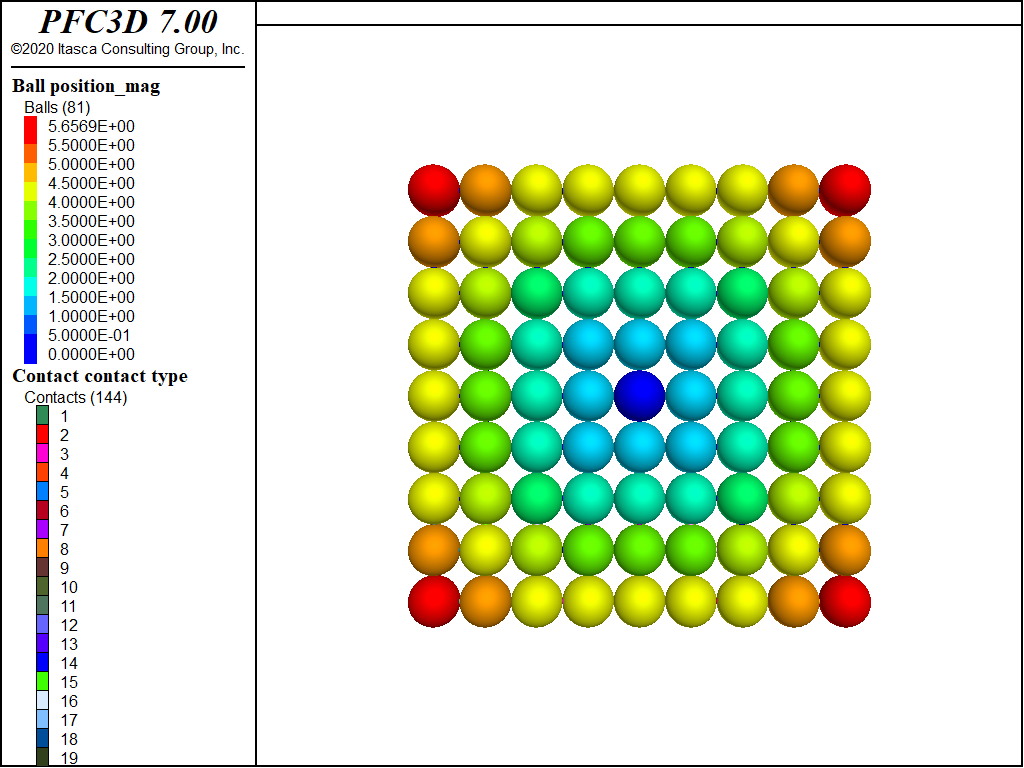 PFC3D 7.00
©2020 Itasca Consulting Group, Inc.
Ball position_mag
Balls (81)
5.6569E+00
5.5000E+00
5.0000E+00
4.5000E+00
4.0000E+00
3.5000E+00
3.0000E+00
2.5000E+00
2.0000E+00
1.5000E+00
1.0000E+00
5.0000E-01
0.0000E+00
Contact contact type
Contacts (144)
1
2
3
4
5
6
7
8
9
10
11
12
13
14
15
16
17
18
19